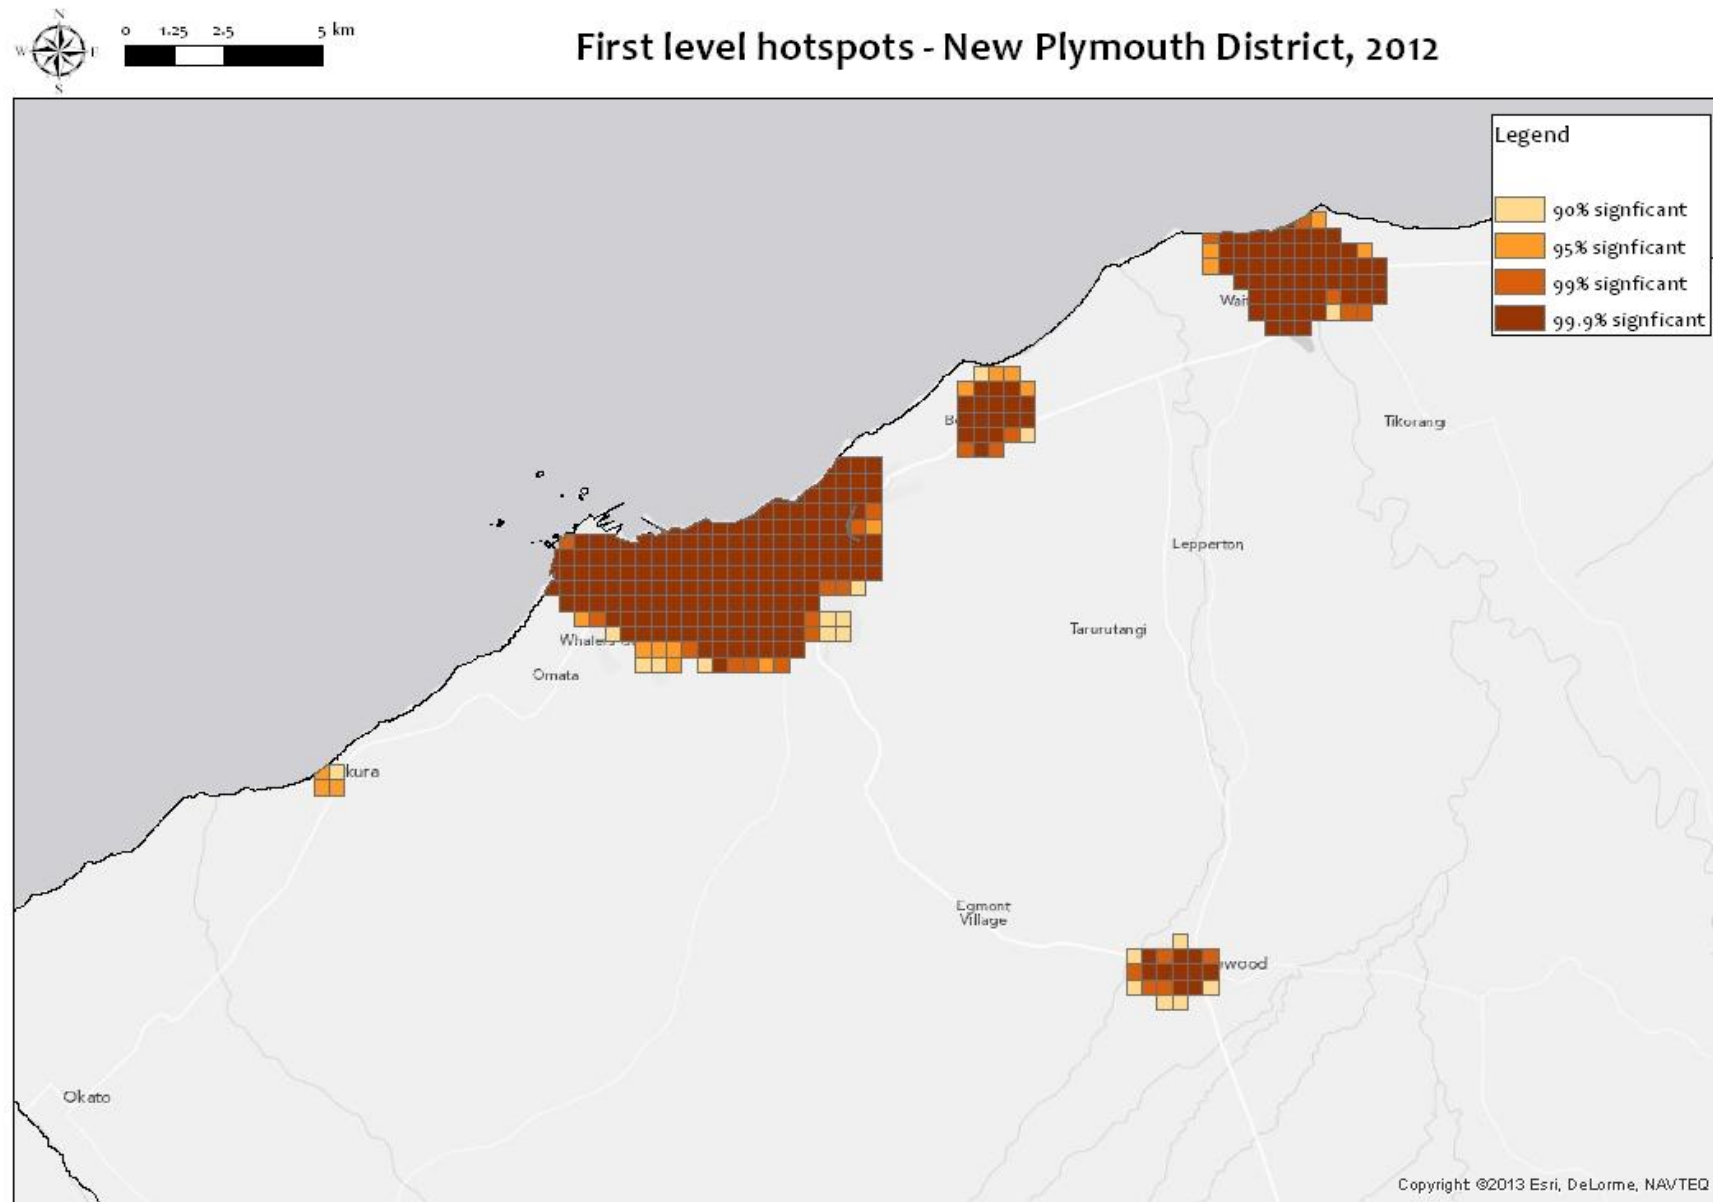 N
W E
S
0 1.25 2.5 5 km
First level hotspots - New Plymouth District, 2012
Legend
90% signficant
95% signficant
99% signficant
99.9% signficant
Wait
Tikorangi
Lepperton
Tarurutangi
Whalers
Omata
kura
Egmont
Village
wood
Okato
Copyright ©2013 Esri, DeLorme, NAVTEQ